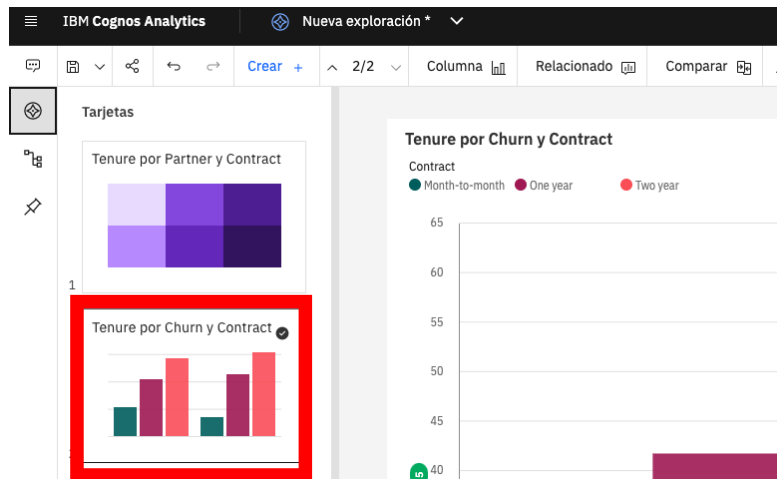 IBM Cognos Analytics
Nueva exploración *
Crear +
2/2
Columna
Relacionado
Comparar
Tarjetas
Tenure por Partner y Contract
1
Tenure por Churn y Contract
Tenure por Churn y Contract
Contract
Month-to-month
One year
Two year
65
60
55
50
45
40
5